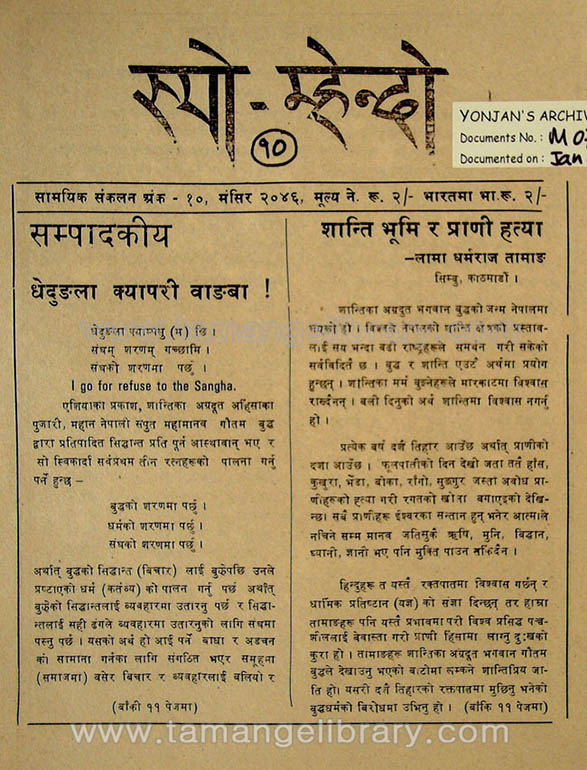 स्यो-म्हेन्दो
१०
YONJAN'S ARCHIV
Documents No. : M 0
Documented on : Jan
सामयिक संकलन अंक - १०, मंसिर २०४६, मूल्य ने. रू. २/- भारतमा भा.रू. २/-
सम्पादकीय
धेदुङला क्यापरी वाङबा !
धेदुङला (म) छि ।
संघम् शरणम् गच्छामि ।
संघको शरणमा पर्छु ।
I go for refuse to the Sangha.
एशियाका प्रकाश, शान्तिका अग्रदूत अहिंसाका
पुजारी, महान नेपाली संपुत महामानव गौतम बुद्ध
द्वारा प्रतिपादित सिद्धान्त प्रति पूर्न आस्थावान् भए र
सो स्विकार्दा सर्वप्रथम तीन रत्नहरूको पालना गर्नु
पर्ने हुन्छ –
बुद्धको शरणमा पर्छु ।
धर्मको शरणमा पर्छु ।
संघको शरणमा पर्छु ।
अर्थात् बुद्धको सिद्धान्त (विचार) लाई बुझेपछि उनले
प्रष्टाएको धर्म (कर्तव्य) को पालन गर्नु पर्छ अर्थात्
बुझेको सिद्धान्तलाई व्यवहारमा उतारनु पर्छ र सिद्धा-
न्तलाई सही ढंगले व्यवहारमा उतारनुको लागि संघमा
पस्नु पर्छ । यसको अर्थ हो आई पर्ने बाधा र अडचन
को सामाना गर्नका लागि संगठित भएर समूहमा
(समाजमा) बसेर बिचार र ब्यवहारलाई बलियो र
(बाँकी ११ पेजमा)
शान्ति भूमि र प्राणी हत्या
–लामा धर्मराज तामाङ
सिम्बु, काठमाडौं ।
शान्तिका अग्रदूत भगवान बुद्धको जन्म नेपालमा
भएको हो । विश्वले नेपालको शान्ति क्षेत्रको प्रस्ताव-
लाई सय भन्दा बढी राष्ट्रहरूले समर्थन गरी सकेको
सर्वविदितै छ । बुद्ध र शान्ति एउटै अर्थमा प्रयोग
हुन्छन् । शान्तिका मर्म बुझ्नेहरूले मारकाटमा विश्वास
राख्दैनन् । बली दिनुको अर्थ शान्तिमा विश्वास नगर्नु
हो ।
प्रत्येक वर्ष दशैं तिहार आउँछ अर्थात् प्राणीको
दशा आउँछ । फूलपातीको दिन देखी जता ततै हाँस,
कुखुरा, भेंडा, बोका, राँगो, सुङ्गुर जस्ता अवोध प्रा-
णीहरूको हत्या गरी रगतको खोला बगाइएको देखि-
न्छ। सबै प्राणीहरू ईश्वरका सन्तान हुन् भनेर आत्माले
नचिने सम्म मानव जतिसुकै ऋषि, मुनि, विद्वान,
ध्यानी, ज्ञानी भए पनि मुक्ति पाउन सकिदैन ।
हिन्दुहरू त यस्तै रक्तपातमा विश्वास गर्छन् र
धार्मिक प्रतिष्टान (यज्ञ) को संज्ञा दिन्छन् तर हाम्रा
तामाङहरू पनि यस्तै प्रभावमा परी विश्व प्रसिद्ध पञ्च-
शीललाई बेवास्ता गरी प्राणी हिंसामा लाग्नु दुःखको
कुरा हो । तामाङहरू शान्तिका अग्रदूत भगवान गौतम
बुद्धले देखाउनु भएको बाटोमा लम्कने शान्तिप्रिय जा-
ति हो। यसरी दशैं तिहारको रक्तपातमा मुछिनु भनेको
बुद्धधर्मको बिरोधमा उभिनु हो । (बाँकि ११ पेजमा)
www.tamangelibrary.com